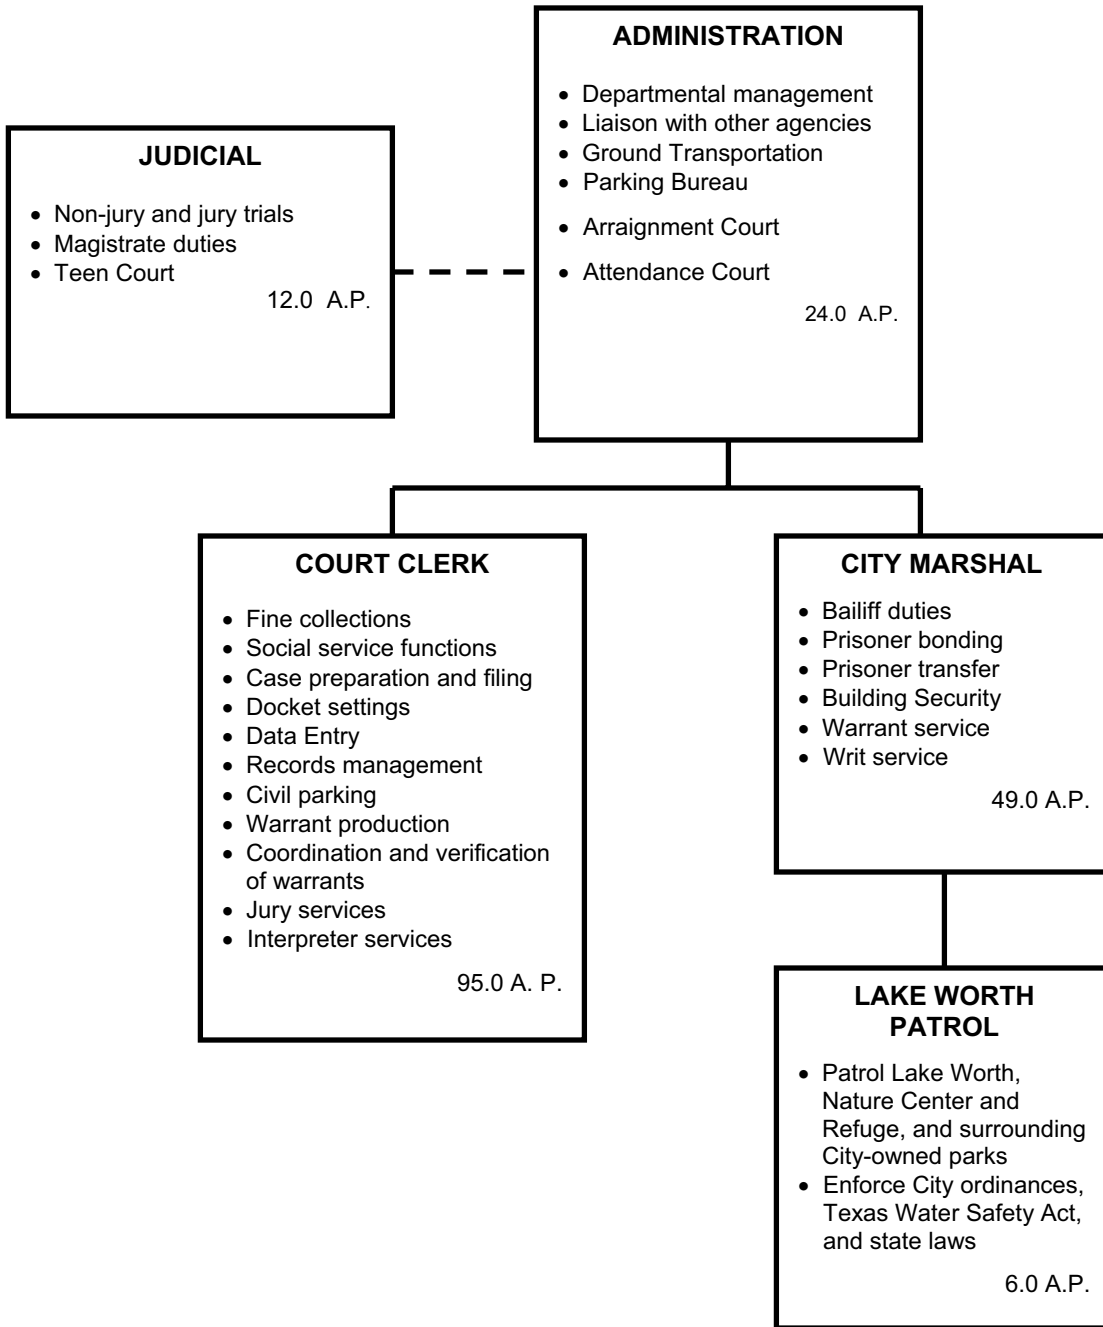 ADMINISTRATION
• Departmental management
• Liaison with other agencies
• Ground Transportation
• Parking Bureau
• Arraignment Court
• Attendance Court
24.0 A.P.
JUDICIAL
• Non-jury and jury trials
• Magistrate duties
• Teen Court
12.0 A.P.
COURT CLERK
• Fine collections
• Social service functions
• Case preparation and filing
• Docket settings
• Data Entry
• Records management
• Civil parking
• Warrant production
• Coordination and verification
of warrants
• Jury services
• Interpreter services
95.0 A. P.
CITY MARSHAL
• Bailiff duties
• Prisoner bonding
• Prisoner transfer
• Building Security
• Warrant service
• Writ service
49.0 A.P.
LAKE WORTH
PATROL
• Patrol Lake Worth,
Nature Center and
Refuge, and surrounding
City-owned parks
• Enforce City ordinances,
Texas Water Safety Act,
and state laws
6.0 A.P.